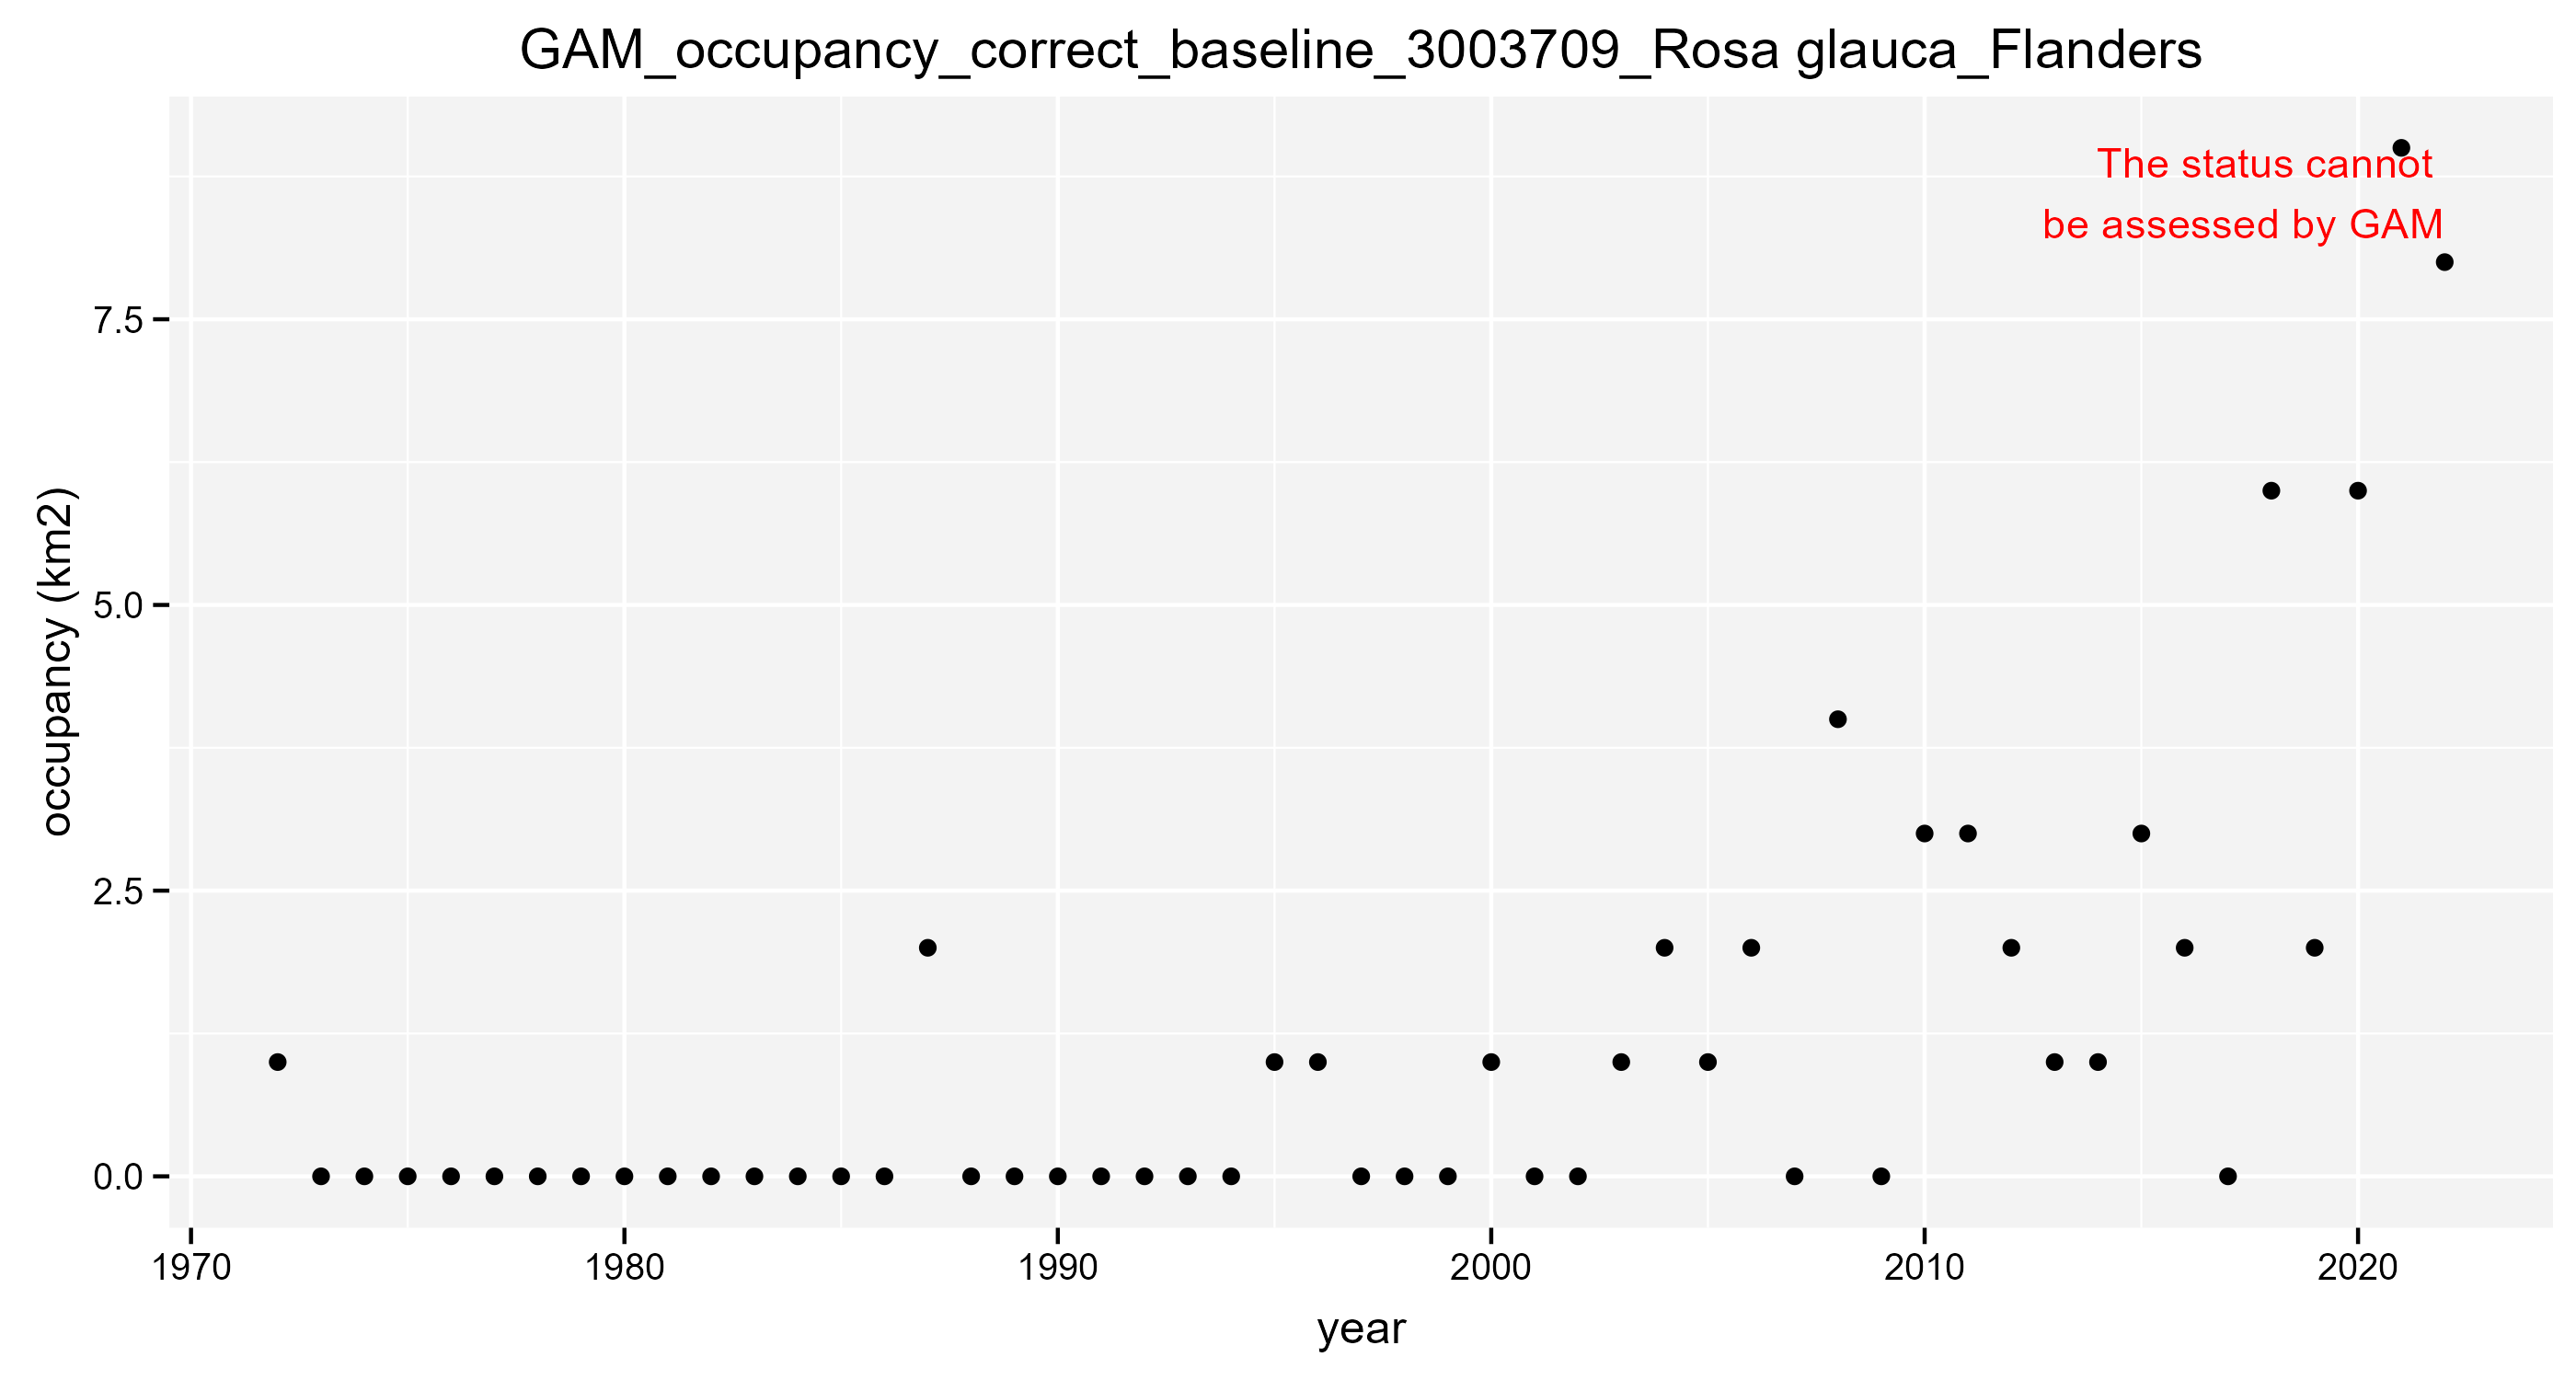 GAM_occupancy_correct_baseline_3003709_Rosa glauca_Flanders
The status cannot
be assessed by GAM
occupancy (km2)
7.5
5.0
2.5
0.0
1970 1980 1990 2000 2010 2020
year